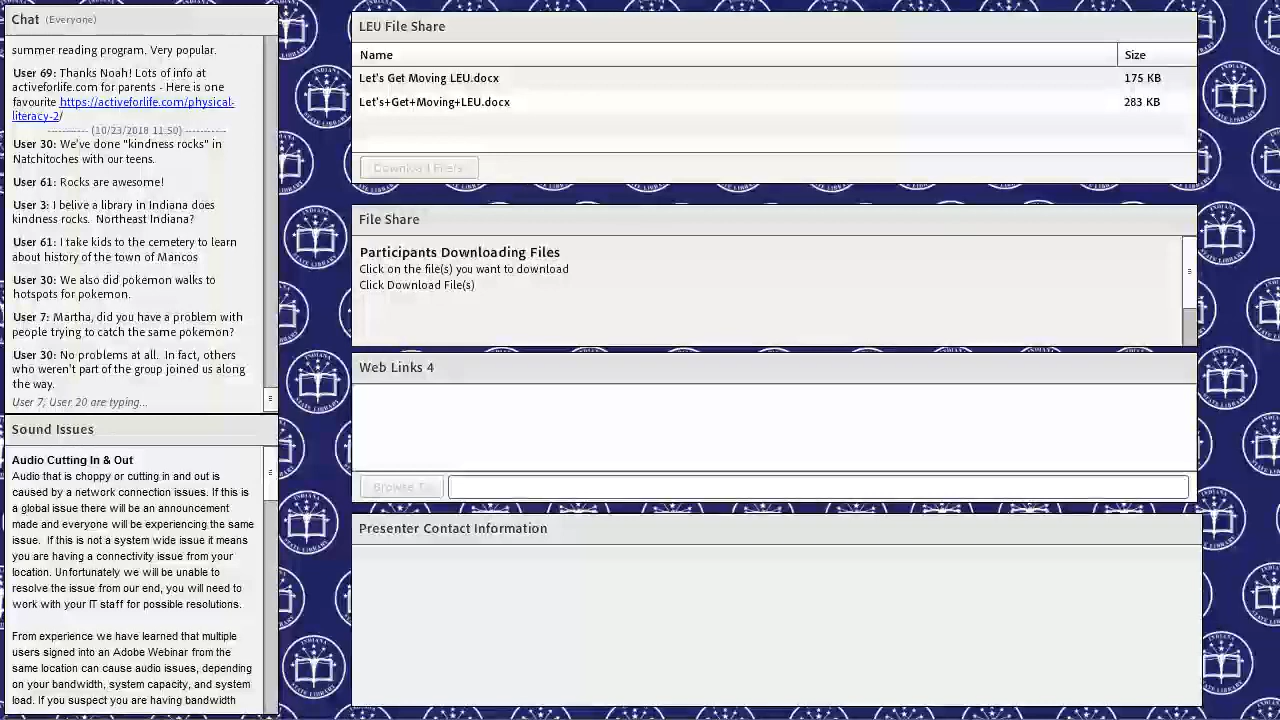 Chat (Everyone)
summer reading program. Very popular.
User 69: Thanks Noah! Lots of info at
activeforlife.com for parents - Here is one
favourite https://activeforlife.com/physical-
literacy-2/
----------- (10/23/2018 11:50) -----------
User 30: We've done "kindness rocks" in
Natchitoches with our teens.
User 61: Rocks are awesome!
User 3: I belive a library in Indiana does
kindness rocks. Northeast Indiana?
User 61: I take kids to the cemetery to learn
about history of the town of Mancos
User 30: We also did pokemon walks to
hotspots for pokemon.
User 7: Martha, did you have a problem with
people trying to catch the same pokemon?
User 30: No problems at all. In fact, others
who weren't part of the group joined us along
the way.
User 7, User 20 are typing...
Sound Issues
Audio Cutting In & Out
Audio that is choppy or cutting in and out is
caused by a network connection issues. If this is
a global issue there will be an announcement
made and everyone will be experiencing the same
issue. If this is not a system wide issue it means
you are having a connectivity issue from your
location. Unfortunately we will be unable to
resolve the issue from our end, you will need to
work with your IT staff for possible resolutions.
From experience we have learned that multiple
users signed into an Adobe Webinar from the
same location can cause audio issues, depending
on your bandwidth, system capacity, and system
load. If you suspect you are having bandwidth
LEU File Share
Name Size
Let's Get Moving LEU.docx 175 KB
Let's+Get+Moving+LEU.docx 283 KB
Download File(s)
File Share
Participants Downloading Files
Click on the file(s) you want to download
Click Download File(s)
Web Links 4
Browse To
Presenter Contact Information
INDIANA
STATE LIBRARY